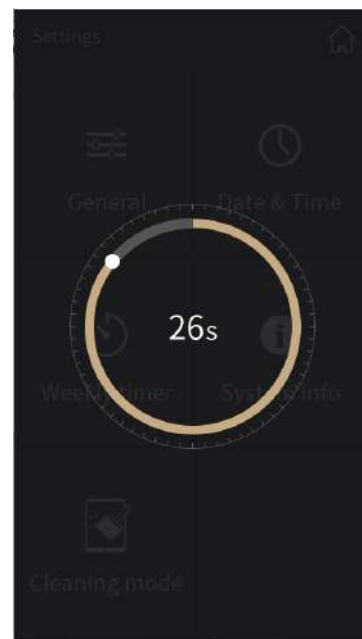 Settings
General
Date & Time
26s
Weekly timer
System info
Cleaning mode